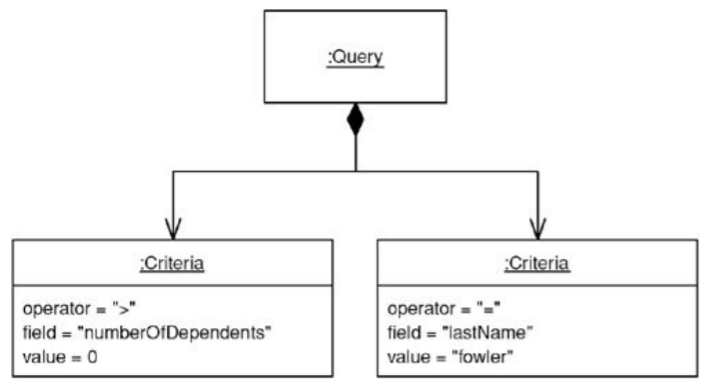 :Query
:Criteria
operator = ">"
field = "numberOfDependents"
value = 0
:Criteria
operator = "="
field = "lastName"
value = "fowler"